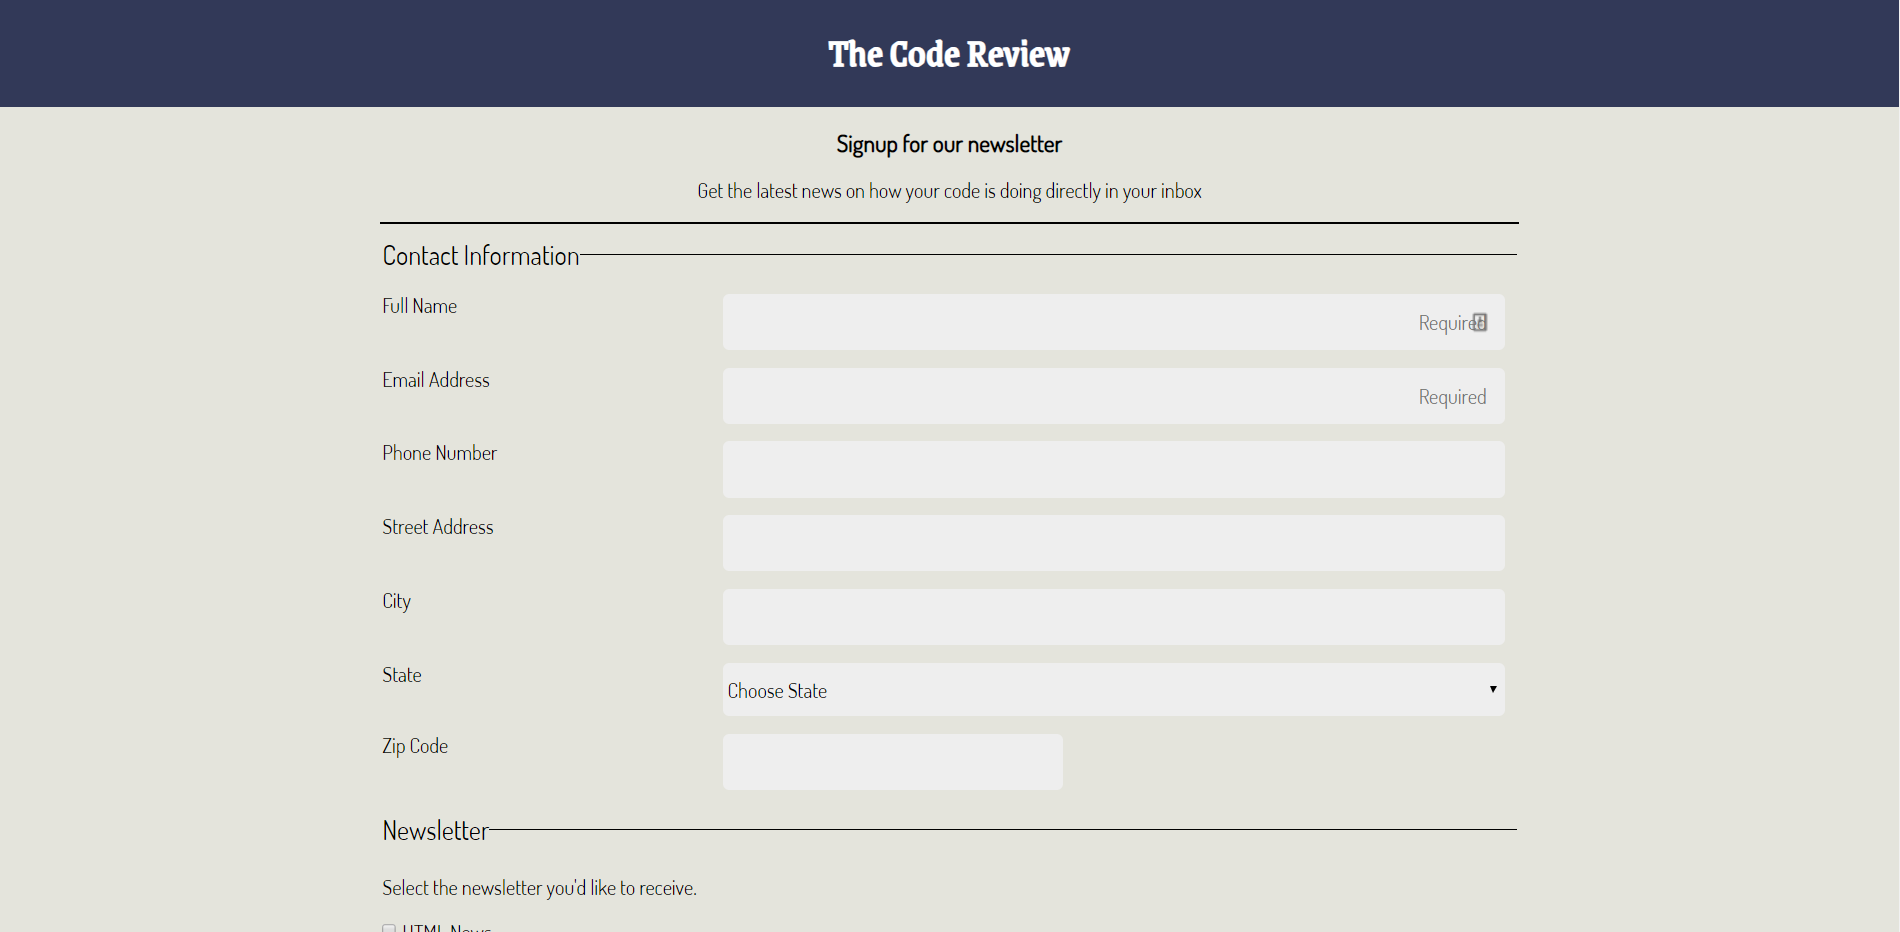 The Code Review
Signup for our newsletter
Get the latest news on how your code is doing directly in your inbox
Contact Information
Full Name
Required
Email Address
Required
Phone Number
Street Address
City
State
Choose State
Zip Code
Newsletter
Select the newsletter you'd like to receive.
HTML News